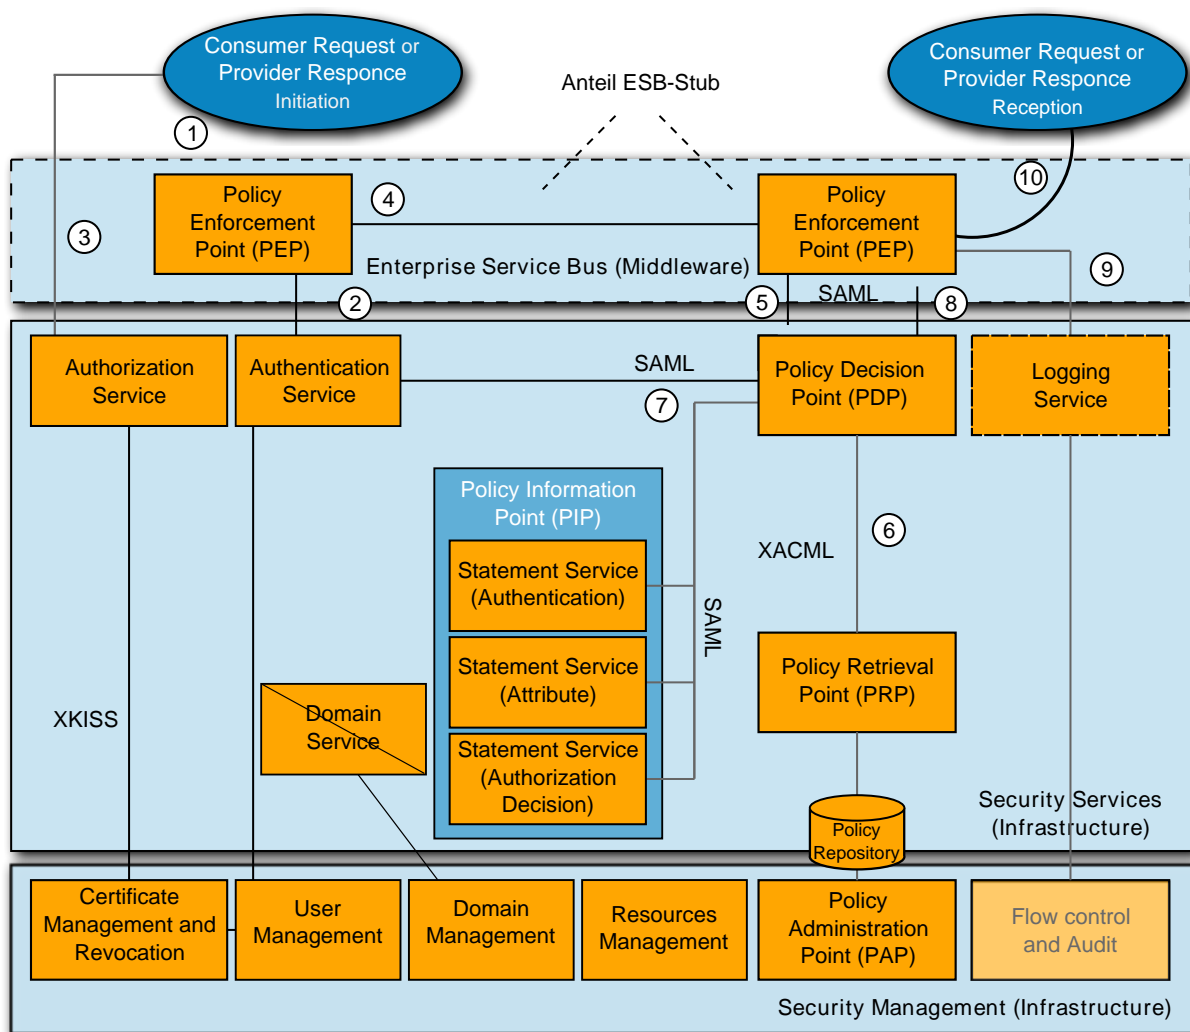 Consumer Request or
Provider Responce
Initiation
Anteil ESB-Stub
Consumer Request or
Provider Responce
Reception
1
10
Policy
Enforcement
Point (PEP)
4
Policy
Enforcement
Point (PEP)
3
9
Enterprise Service Bus (Middleware)
2
5
SAML
8
Authorization
Service
Authentication
Service
SAML
7
Policy Decision
Point (PDP)
Logging
Service
Policy Information
Point (PIP)
6
XACML
Statement Service
(Authentication)
SAML
Statement Service
(Attribute)
Policy Retrieval
Point (PRP)
XKISS
Domain
Service
Statement Service
(Authorization
Decision)
Security Services
(Infrastructure)
Policy
Repository
Certificate
Management and
Revocation
User
Management
Domain
Management
Resources
Management
Policy
Administration
Point (PAP)
Flow control
and Audit
Security Management (Infrastructure)